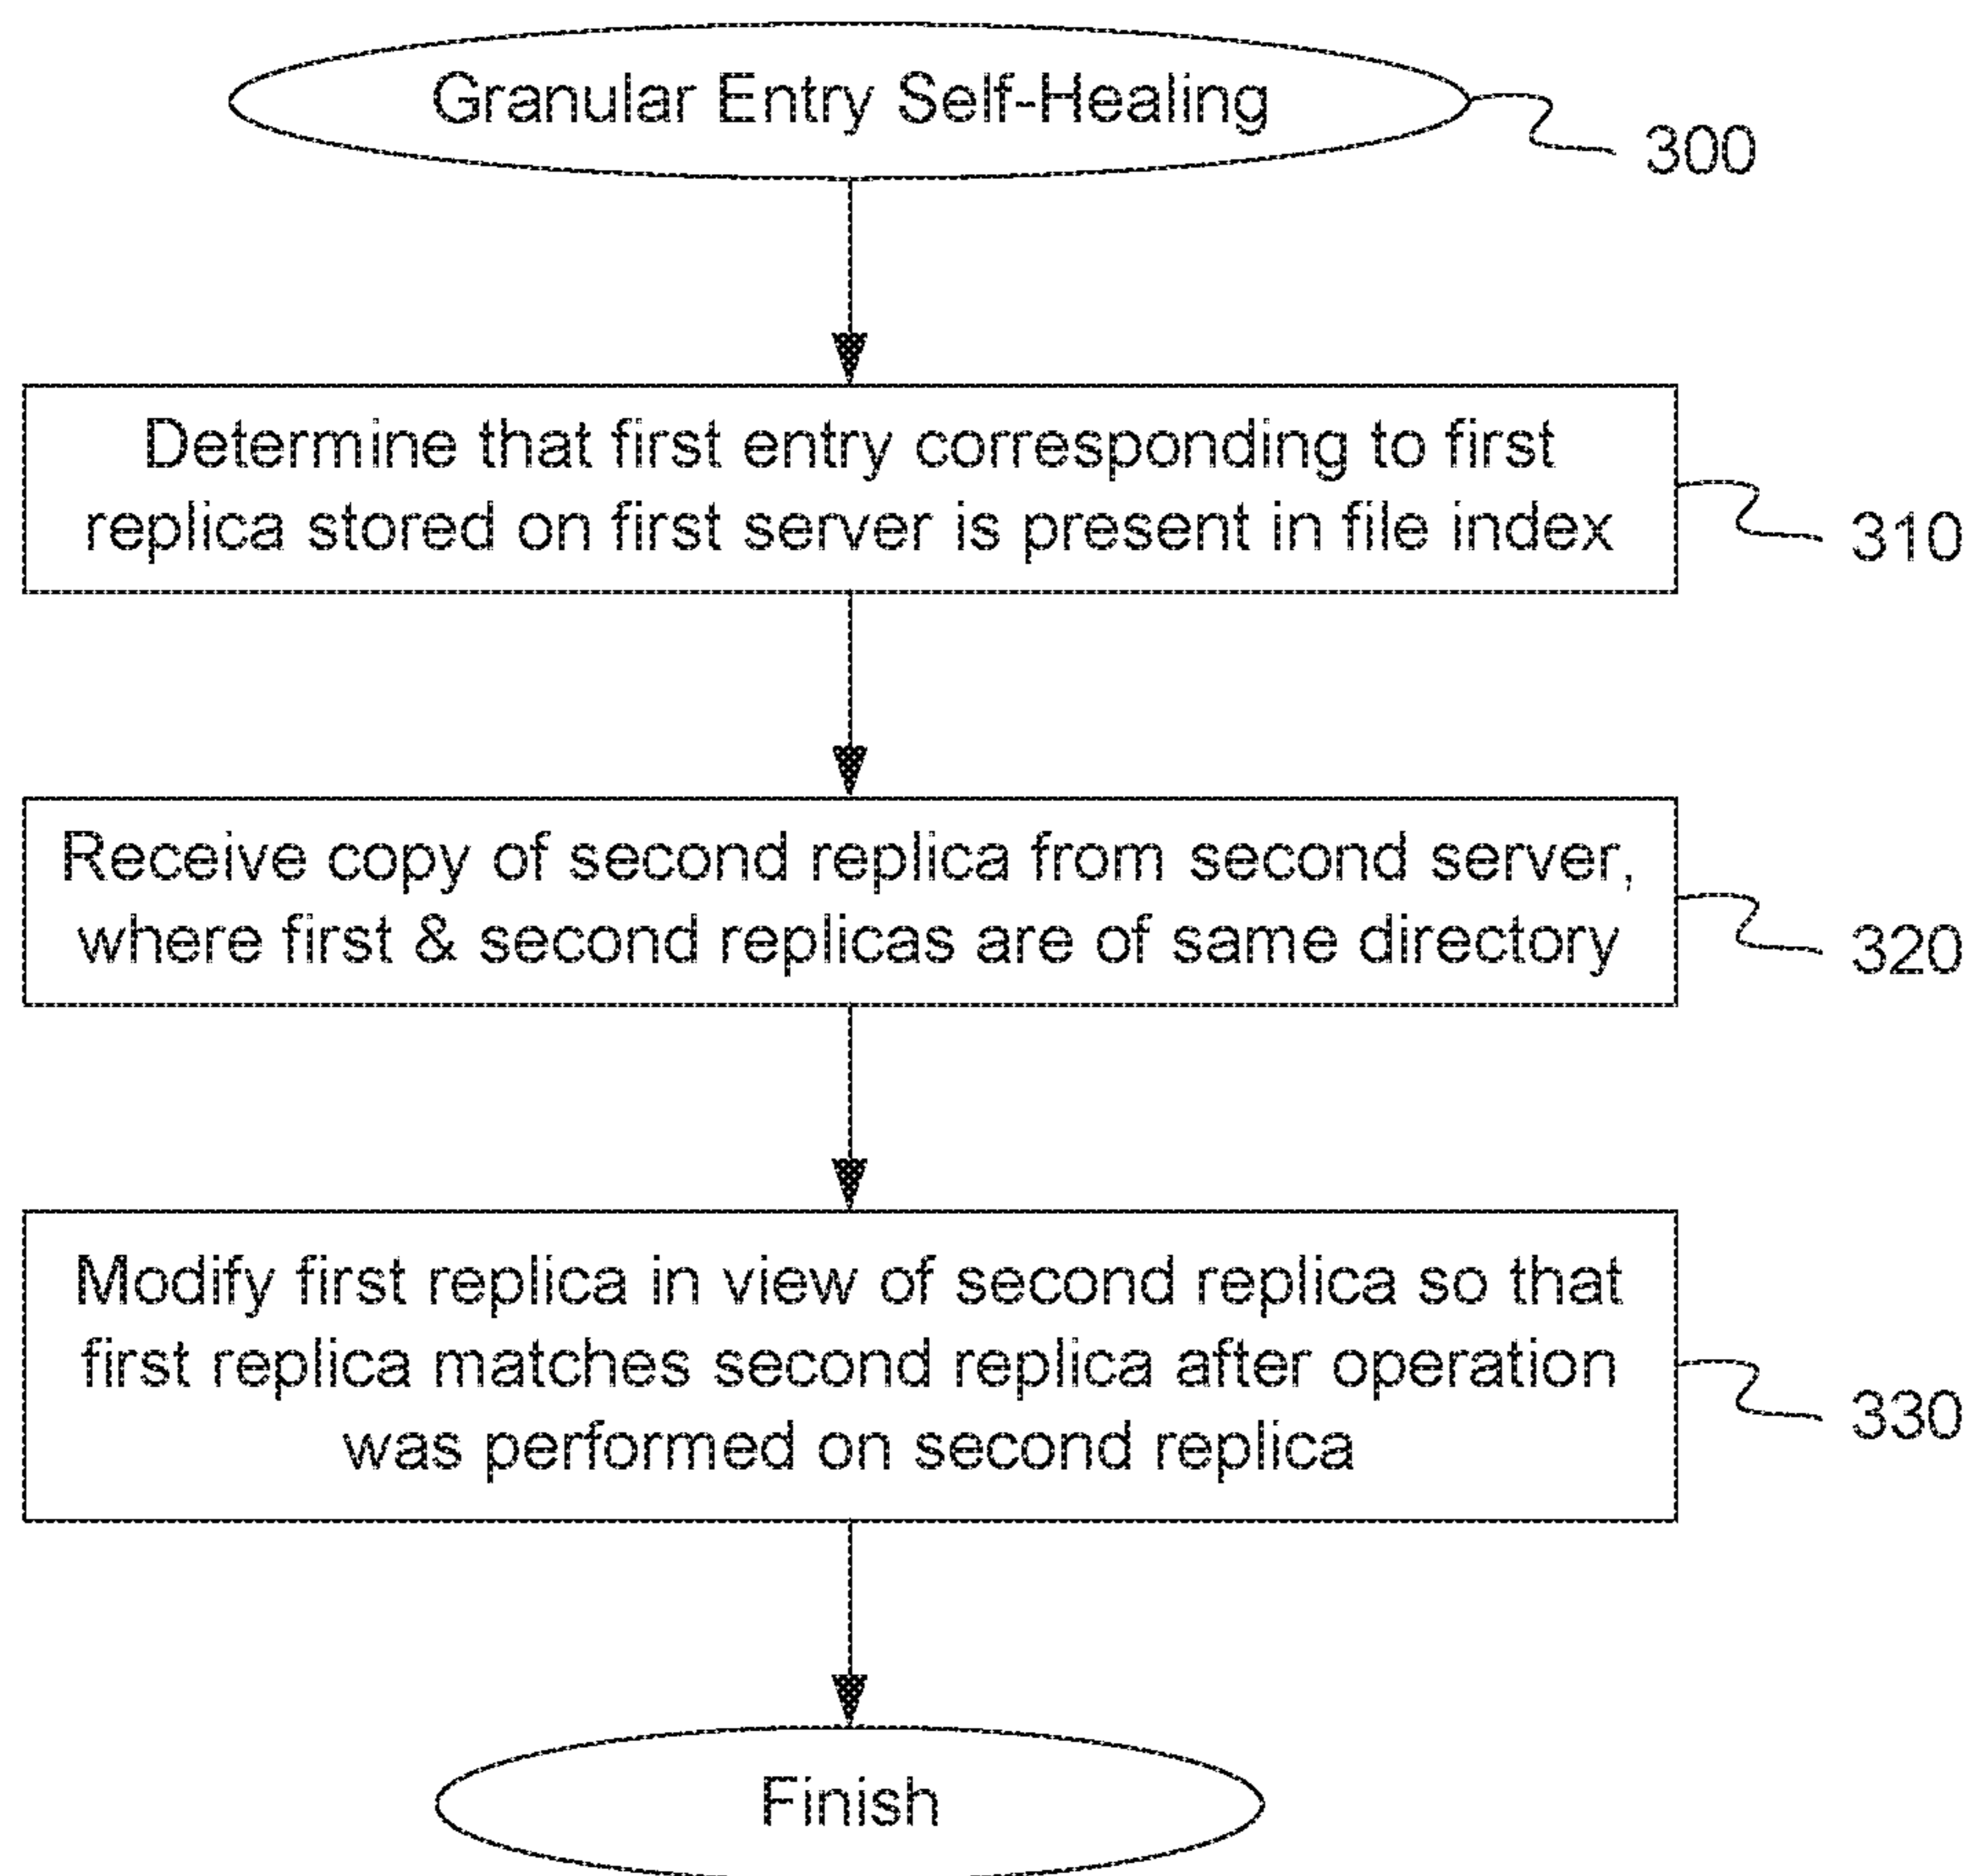 Granular Entry Self-Healing
300
Determine that first entry corresponding to first
replica stored on first server is present in file index
310
Receive copy of second replica from second server,
where first & second replicas are of same directory
320
Modify first replica in view of second replica so that
first replica matches second replica after operation
was performed on second replica
330
Finish